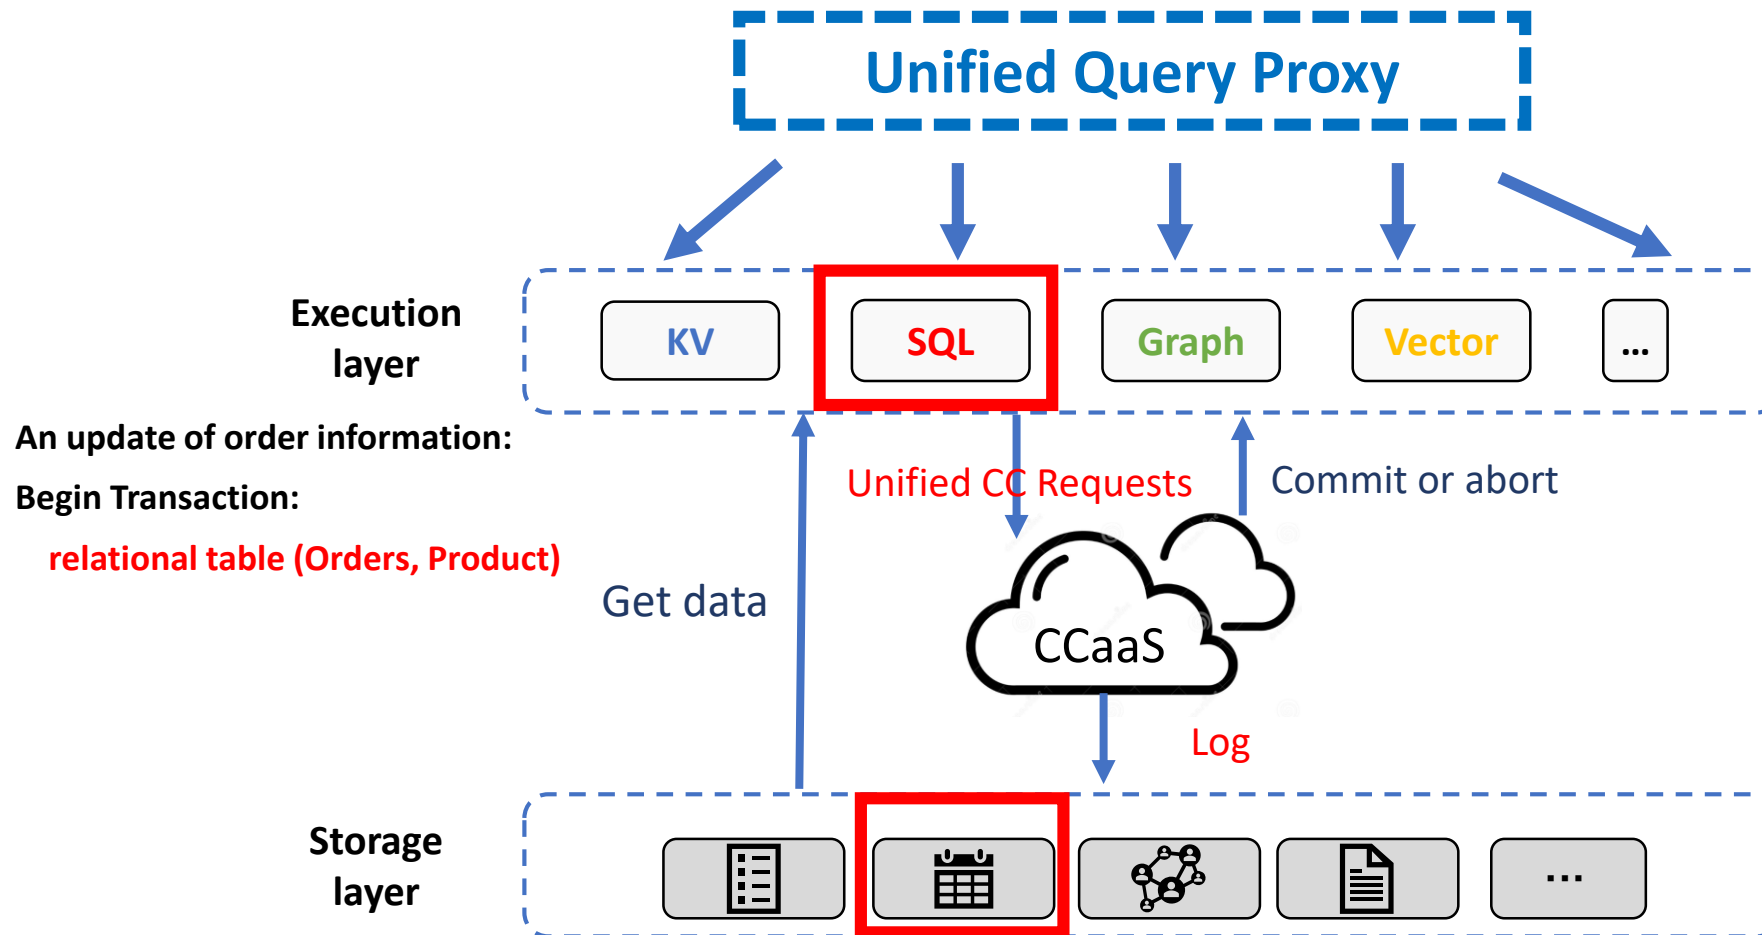 Unified Query Proxy
Execution
layer
KV
SQL
Graph
Vector
...
An update of order information:
Begin Transaction:
relational table (Orders, Product)
Unified CC Requests
Commit or abort
Get data
CCaaS
Log
Storage
layer
...